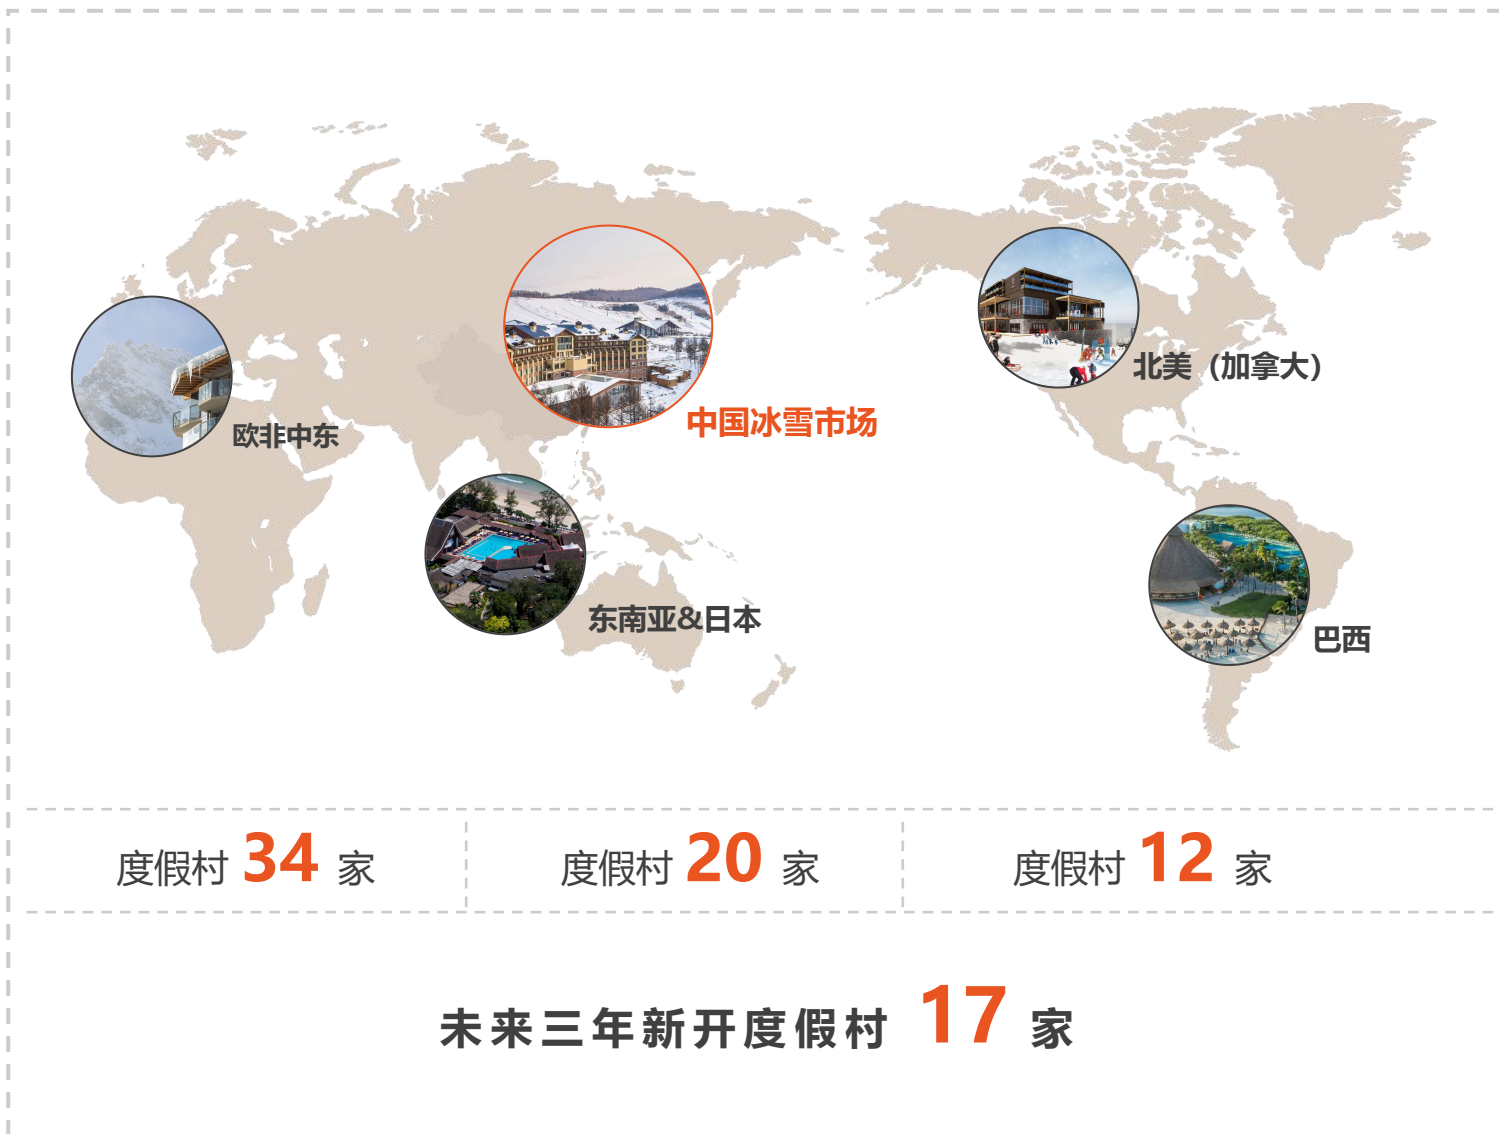 北美（加拿大）
中国冰雪市场
欧非中东
东南亚&日本
巴西
度假村 34 家
度假村 20 家
度假村 12 家
未来三年新开度假村 17 家